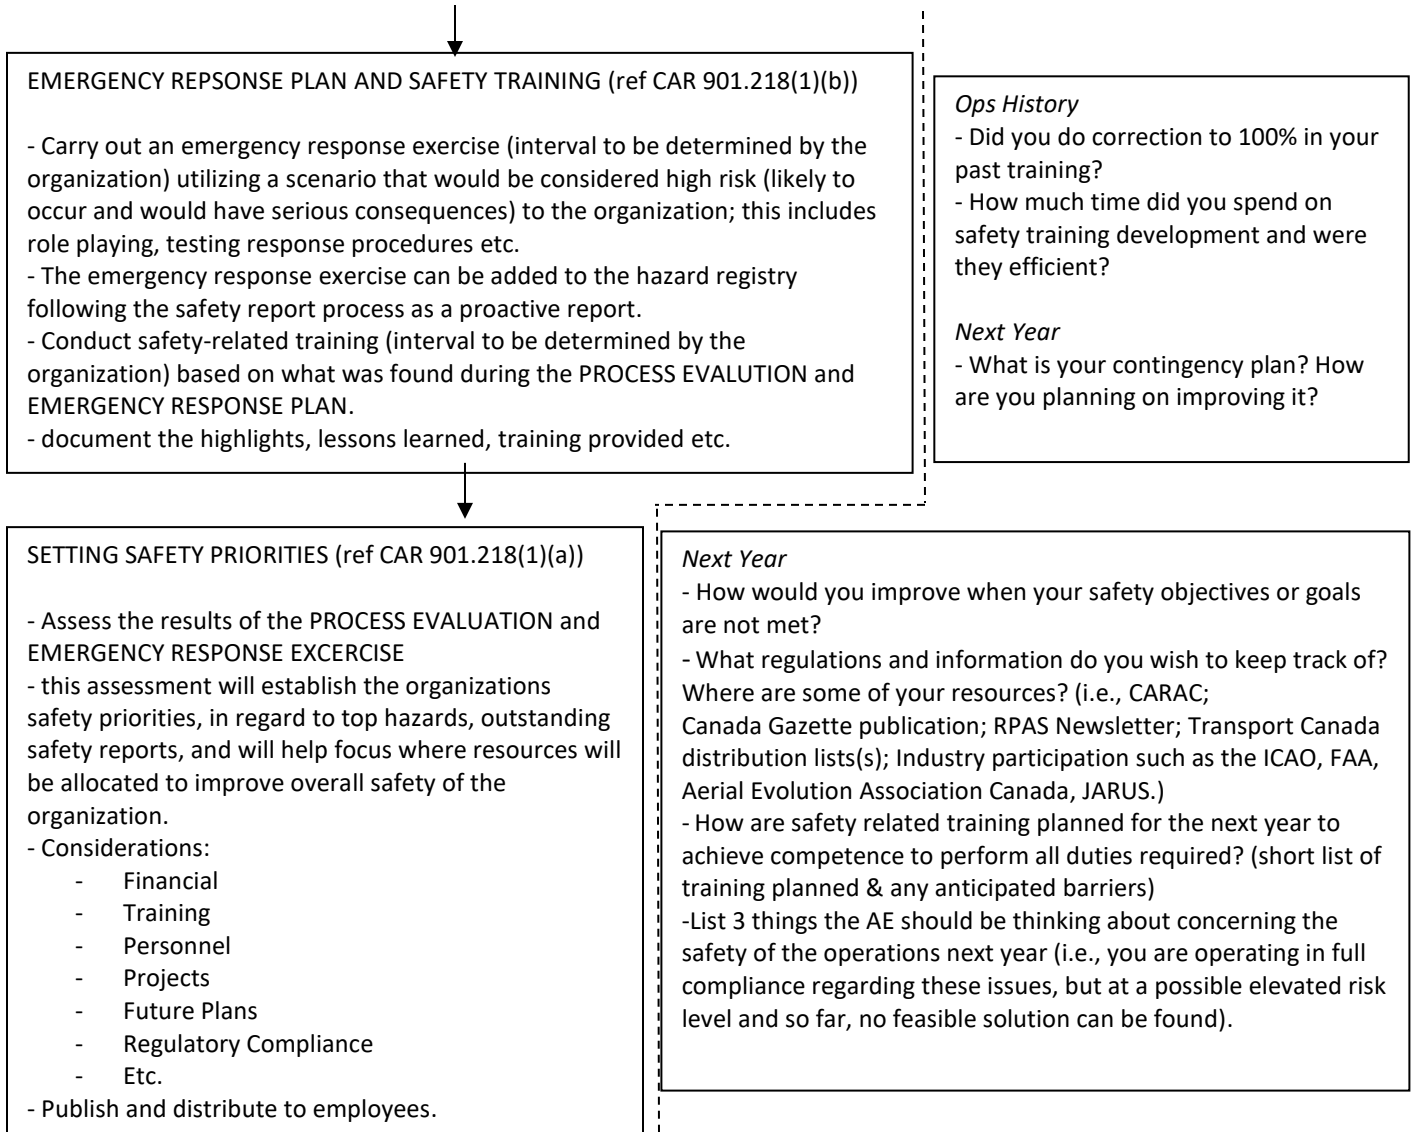 EMERGENCY REPSONSE PLAN AND SAFETY TRAINING (ref CAR 901.218(1)(b))
- Carry out an emergency response exercise (interval to be determined by the
organization) utilizing a scenario that would be considered high risk (likely to
occur and would have serious consequences) to the organization; this includes
role playing, testing response procedures etc.
- The emergency response exercise can be added to the hazard registry
following the safety report process as a proactive report.
- Conduct safety-related training (interval to be determined by the
organization) based on what was found during the PROCESS EVALUTION and
EMERGENCY RESPONSE PLAN.
- document the highlights, lessons learned, training provided etc.
Ops History
- Did you do correction to 100% in your
past training?
- How much time did you spend on
safety training development and were
they efficient?
Next Year
- What is your contingency plan? How
are you planning on improving it?
SETTING SAFETY PRIORITIES (ref CAR 901.218(1)(a))
- Assess the results of the PROCESS EVALUATION and
EMERGENCY RESPONSE EXCERCISE
- this assessment will establish the organizations
safety priorities, in regard to top hazards, outstanding
safety reports, and will help focus where resources will
be allocated to improve overall safety of the
organization.
- Considerations:
- Financial
- Training
- Personnel
- Projects
- Future Plans
- Regulatory Compliance
- Etc.
- Publish and distribute to employees.
Next Year
- How would you improve when your safety objectives or goals
are not met?
- What regulations and information do you wish to keep track of?
Where are some of your resources? (i.e., CARAC;
Canada Gazette publication; RPAS Newsletter; Transport Canada
distribution lists(s); Industry participation such as the ICAO, FAA,
Aerial Evolution Association Canada, JARUS.)
- How are safety related training planned for the next year to
achieve competence to perform all duties required? (short list of
training planned & any anticipated barriers)
-List 3 things the AE should be thinking about concerning the
safety of the operations next year (i.e., you are operating in full
compliance regarding these issues, but at a possible elevated risk
level and so far, no feasible solution can be found).